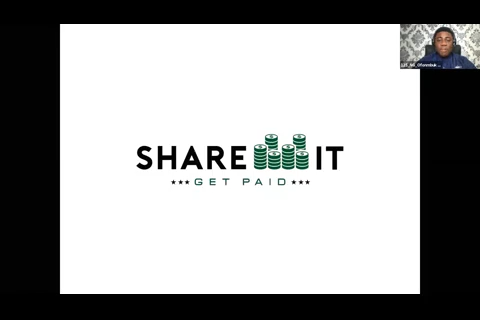 SHARE IT
★★★ GET PAID ★★★